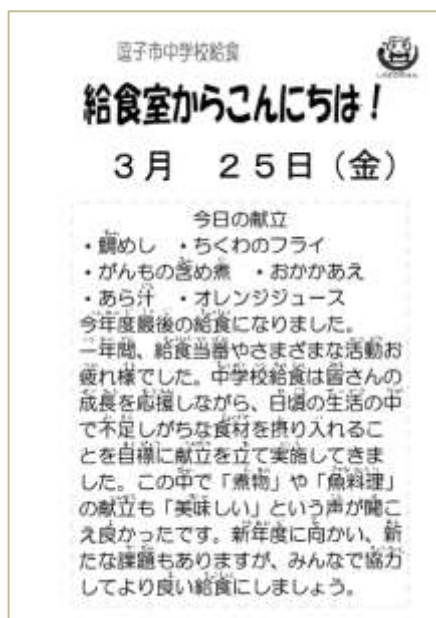 逗子市中学校給食
給食室からこんにちは！
３月　２５日（金）
今日の献立
・鯛めし　・ちくわのフライ
・がんもの含め煮　・おかかあえ
・あら汁　・オレンジジュース
今年度最後の給食になりました。
一年間、給食当番やさまざまな活動お
疲れ様でした。中学校給食は皆さんの
成長を応援しながら、日頃の生活の中
で不足しがちな食材を摂り入れるこ
とを目標に献立を立て実施してきま
した。この中で「煮物」や「魚料理」
の献立も「美味しい」という声が聞こ
え良かったです。新年度に向かい、新
たな課題もありますが、みんなで協力
してより良い給食にしましょう。